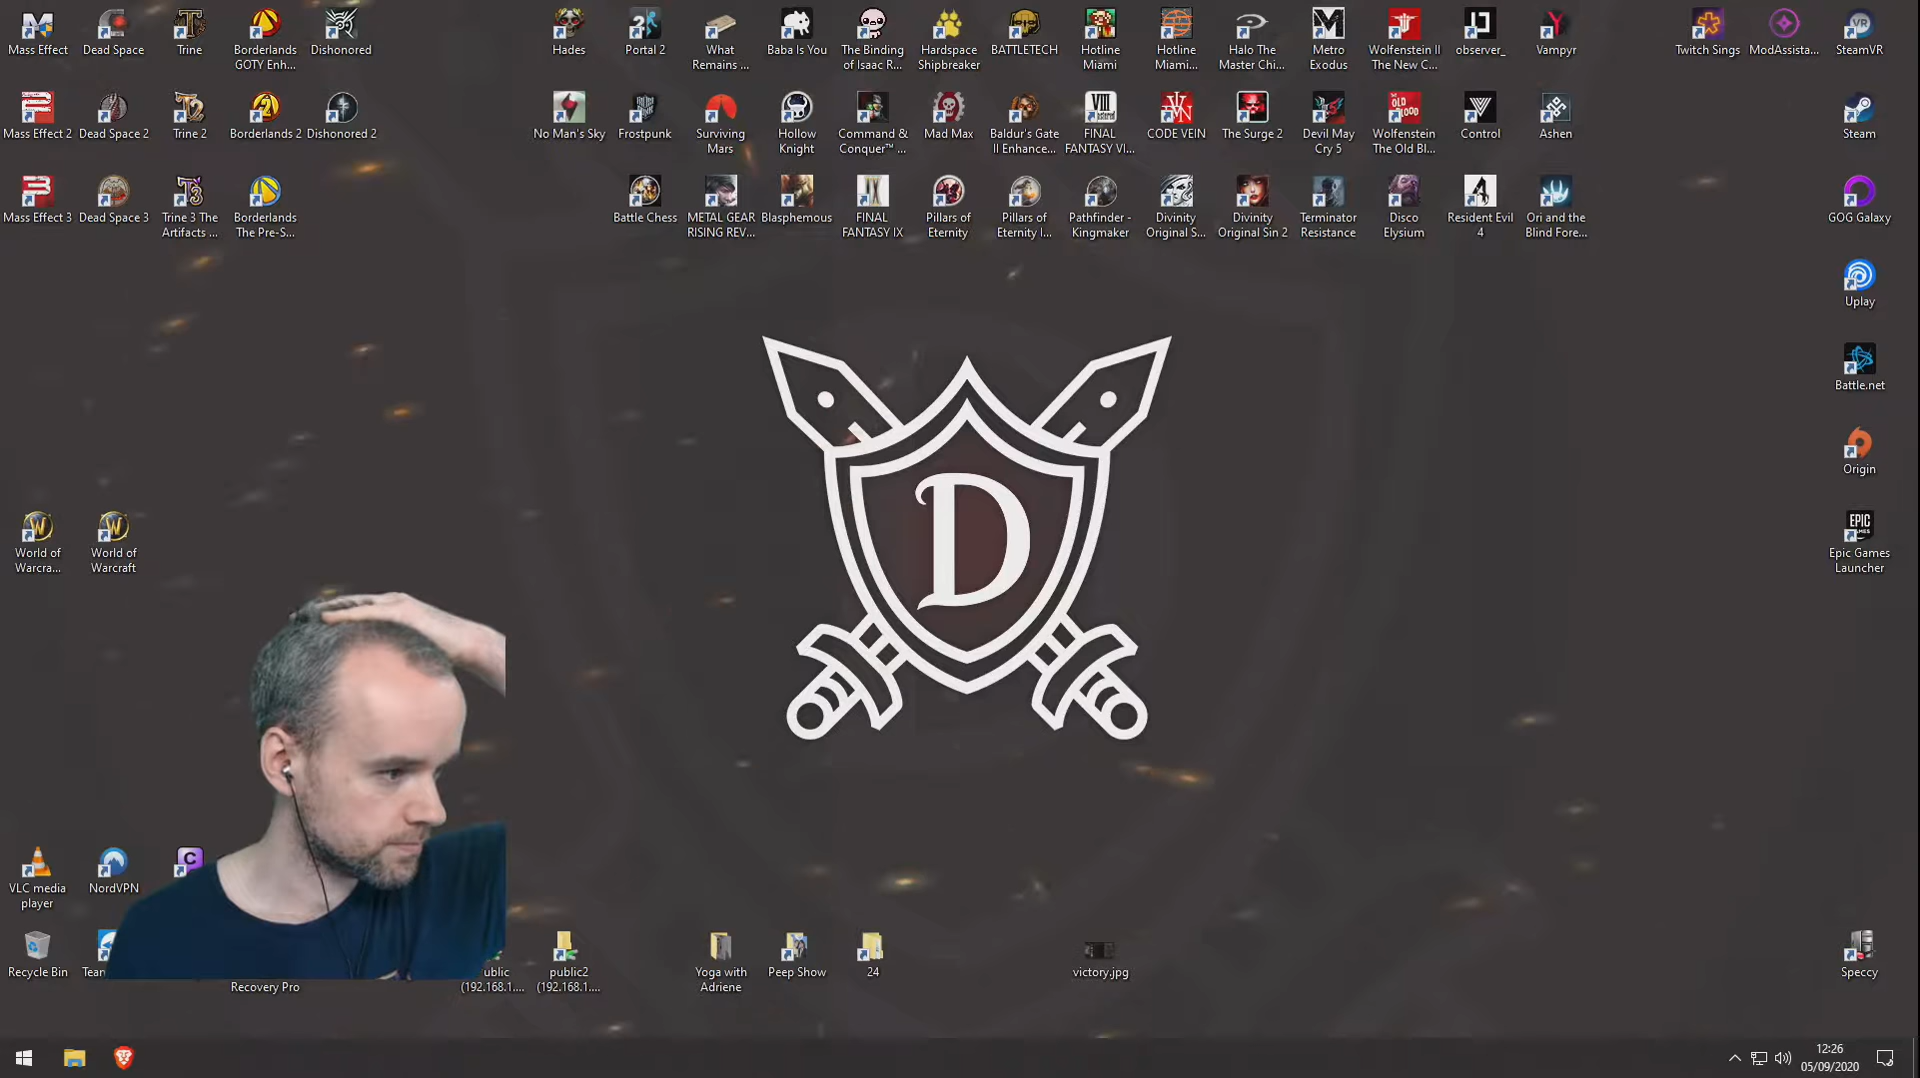 Mass Effect
Dead Space
Trine
Borderlands
GOTY Enh...
Dishonored
Hades
Portal 2
What
Remains ...
Baba Is You
The Binding
of Isaac R...
Hardspace
Shipbreaker
BATTLETECH
Hotline
Miami
Hotline
Miami...
Halo The
Master Chi...
Metro
Exodus
Wolfenstein II
The New C...
observer_
Vampyr
Twitch Sings
ModAssista...
SteamVR
Mass Effect 2
Dead Space 2
Trine 2
Borderlands 2
Dishonored 2
No Man's Sky
Frostpunk
Surviving
Mars
Hollow
Knight
Command &
Conquer™ ...
Mad Max
Baldur's Gate
II Enhance...
FINAL
FANTASY VI...
CODE VEIN
The Surge 2
Devil May
Cry 5
Wolfenstein
The Old Bl...
Control
Ashen
Steam
Mass Effect 3
Dead Space 3
Trine 3 The
Artifacts ...
Borderlands
The Pre-S...
Battle Chess
METAL GEAR
RISING REV...
Blasphemous
FINAL
FANTASY IX
Pillars of
Eternity
Pillars of
Eternity I...
Pathfinder -
Kingmaker
Divinity
Original S...
Divinity
Original Sin 2
Terminator
Resistance
Disco
Elysium
Resident Evil
4
Ori and the
Blind Fore...
GOG Galaxy
Uplay
Battle.net
Origin
D
World of
Warcra...
World of
Warcraft
EPIC
GAMES
Epic Games
Launcher
VLC media
player
NordVPN
Recycle Bin
Recovery Pro
(192.168.1....
public2
(192.168.1....
Yoga with
Adriene
Peep Show
24
victory.jpg
Speccy
12:26
05/09/2020